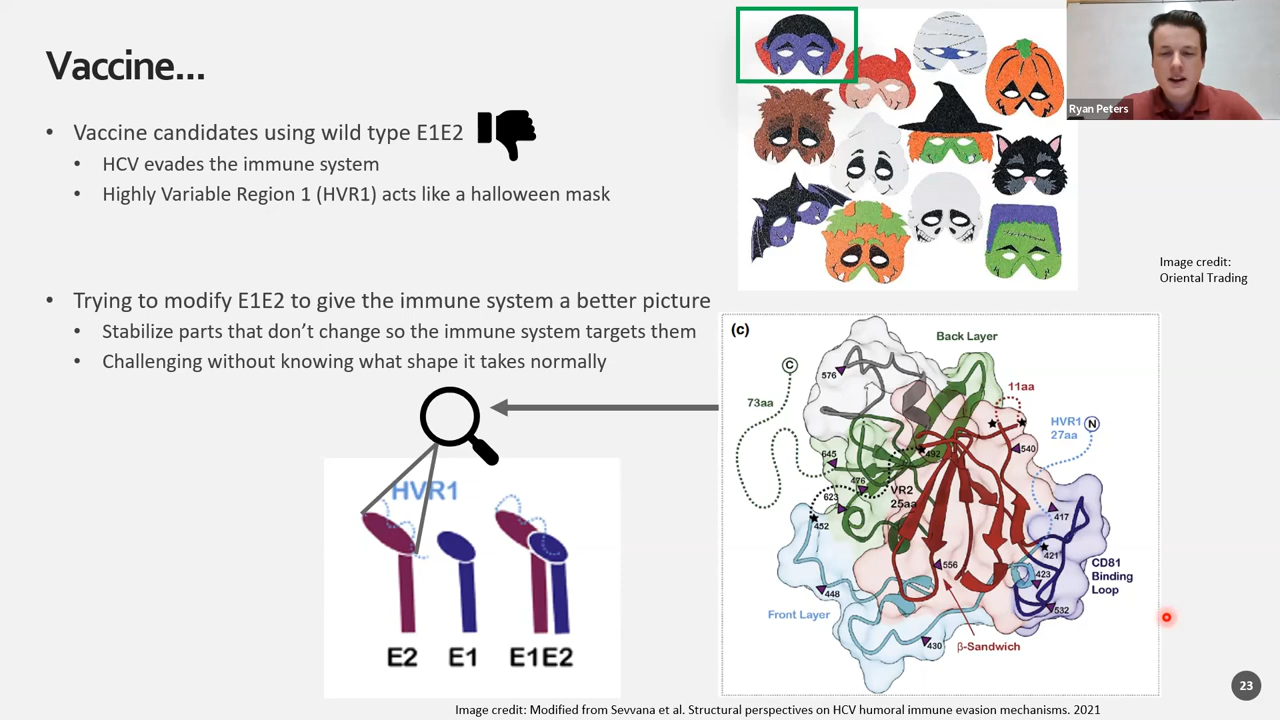 Vaccine...
• Vaccine candidates using wild type E1E2
• HCV evades the immune system
• Highly Variable Region 1 (HVR1) acts like a halloween mask
• Trying to modify E1E2 to give the immune system a better picture
• Stabilize parts that don't change so the immune system targets them
• Challenging without knowing what shape it takes normally
Ryan Peters
Image credit:
Oriental Trading
HVR1
E2
E1
E1E2
(c)
Back Layer
C
576
73aa
11aa
HVR1
27aa
N
540
492
645
476
VR2
25aa
623
452
417
421
423
CD81
Binding
Loop
556
532
448
Front Layer
430
β-Sandwich
23
Image credit: Modified from Sevvana et al. Structural perspectives on HCV humoral immune evasion mechanisms. 2021